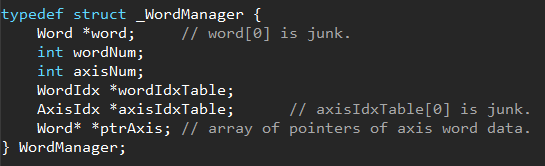 typedef struct _WordManager {
    Word *word;     // word[0] is junk.
    int wordNum;
    int axisNum;
    WordIdx *wordIdxTable;
    AxisIdx *axisIdxTable;      // axisIdxTable[0] is junk.
    Word* *ptrAxis; // array of pointers of axis word data.
} WordManager;